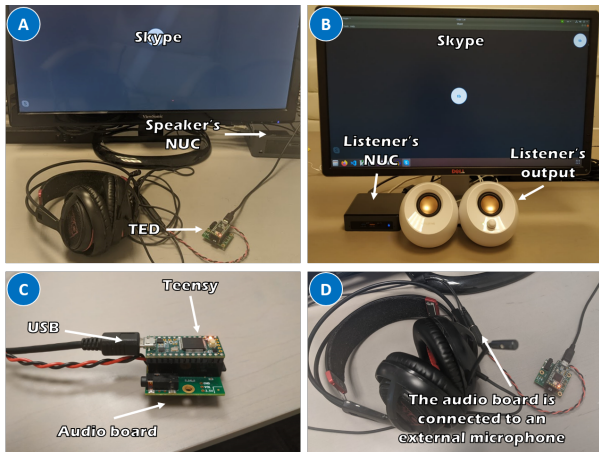 A
Skype
Speaker's
NUC
TED
B
Skype
Listener's
NUC
Listener's
output
DELL
C
Teensy
USB
Audio board
D
The audio board is
connected to an
external microphone